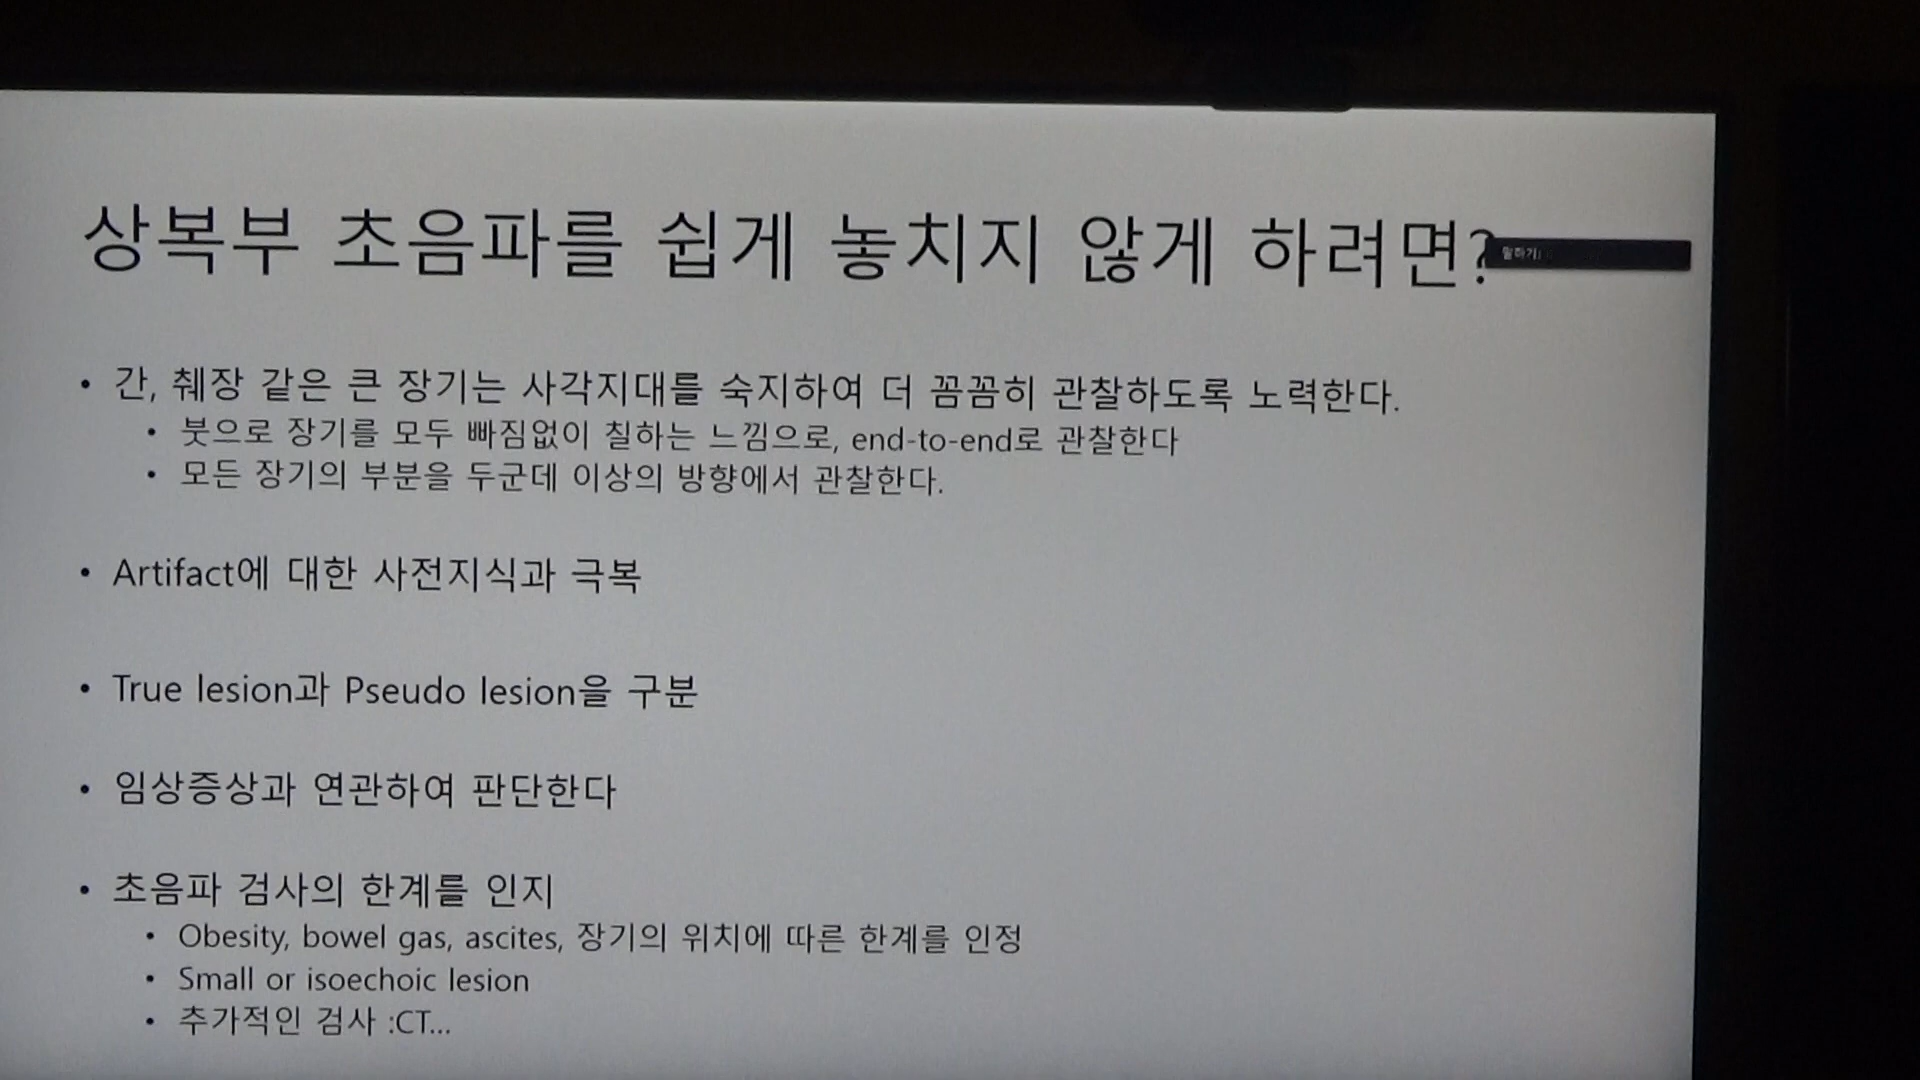 상복부 초음파를 쉽게 놓치지 않게 하려면?
말하기:
• 간, 췌장 같은 큰 장기는 사각지대를 숙지하여 더 꼼꼼히 관찰하도록 노력한다.
• 붓으로 장기를 모두 빠짐없이 칠하는 느낌으로, end-to-end로 관찰한다
• 모든 장기의 부분을 두군데 이상의 방향에서 관찰한다.
• Artifact에 대한 사전지식과 극복
• True lesion과 Pseudo lesion을 구분
• 임상증상과 연관하여 판단한다
• 초음파 검사의 한계를 인지
• Obesity, bowel gas, ascites, 장기의 위치에 따른 한계를 인정
• Small or isoechoic lesion
• 추가적인 검사 :CT...